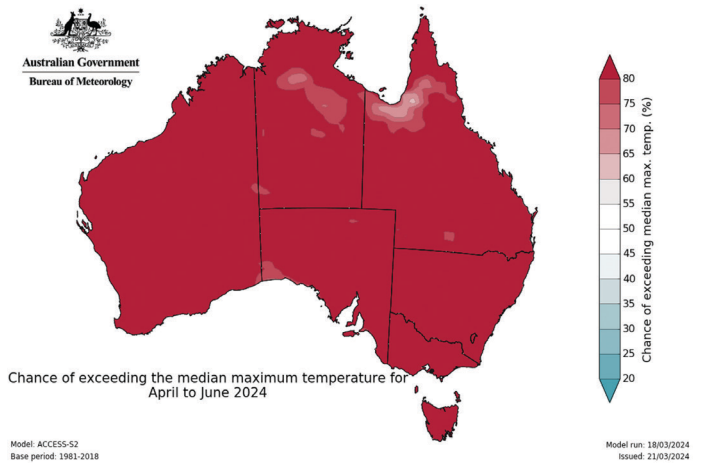 Australian Government
Bureau of Meteorology
80
75
70
65
60
55
50
45
40
35
30
25
20
Chance of exceeding median max. temp. (%)
Chance of exceeding the median maximum temperature for
April to June 2024
Model: ACCESS-S2
Base period: 1981-2018
Model run: 18/03/2024
Issued: 21/03/2024